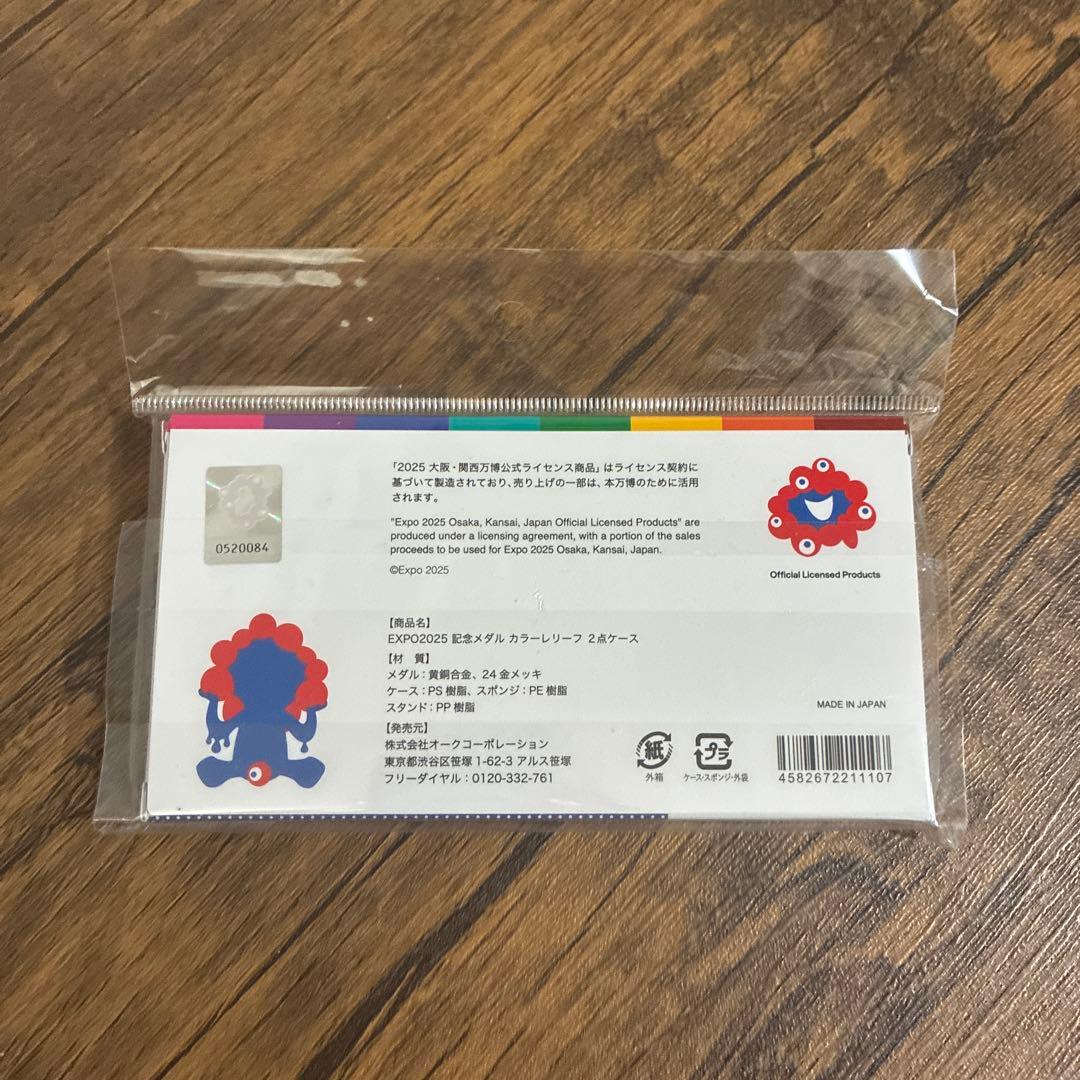 「2025 大阪・関西万博公式ライセンス商品」はライセンス契約に
基づいて製造されており、売り上げの一部は、本万博のために活用
されます。
"Expo 2025 Osaka, Kansai, Japan Official Licensed Products" are
produced under a licensing agreement, with a portion of the sales
proceeds to be used for Expo 2025 Osaka, Kansai, Japan.
©Expo 2025
0520084
Official Licensed Products
【商品名】
EXPO2025 記念メダル カラーレリーフ 2点ケース
【材　質】
メダル：黄銅合金、24金メッキ
ケース：PS樹脂、スポンジ：PE樹脂
スタンド：PP樹脂
【発売元】
株式会社オークコーポレーション
東京都渋谷区笹塚1-62-3 アルス笹塚
フリーダイヤル：0120-332-761
MADE IN JAPAN
紙
外箱
プラ
ケース・スポンジ・外袋
4582672211107